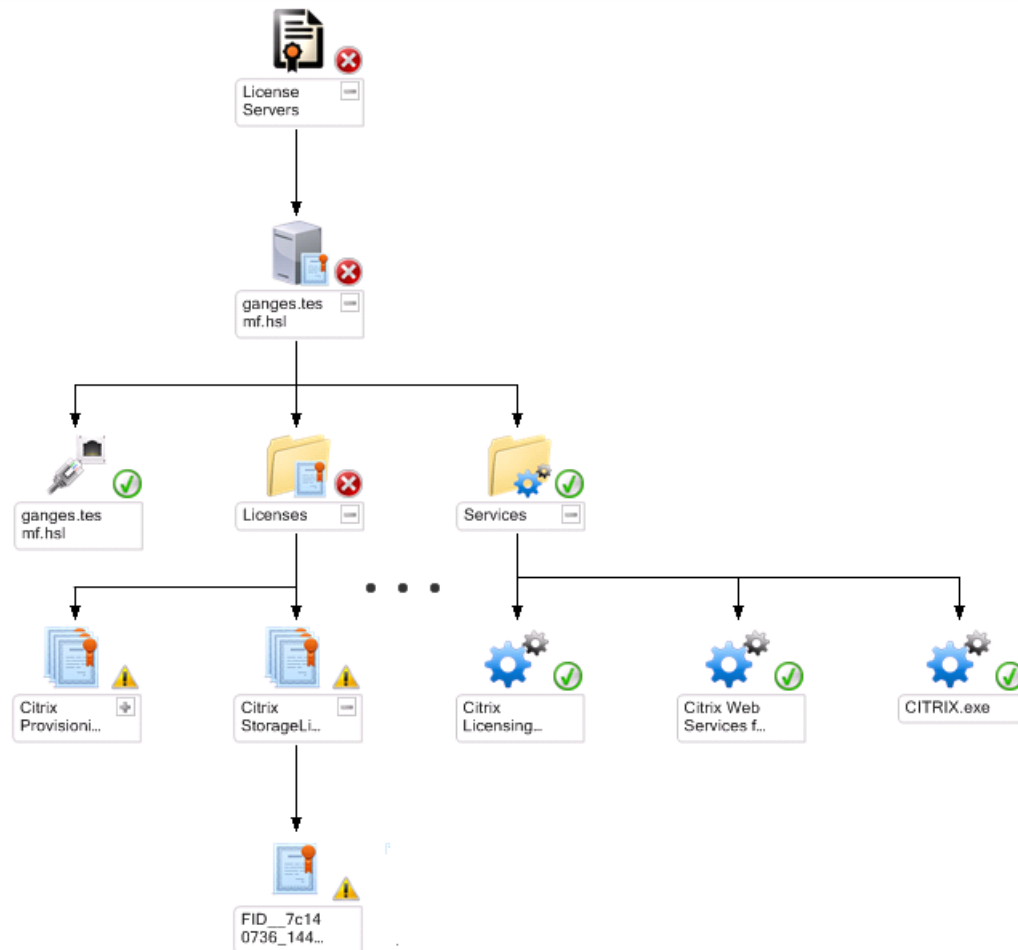 License
Servers
ganges.tes
mf.hsl
ganges.tes
mf.hsl
Licenses
Services
Citrix
Provisioni...
Citrix
StorageLi...
Citrix
Licensing...
Citrix Web
Services f...
CITRIX.exe
FID__7c14
0736_144...